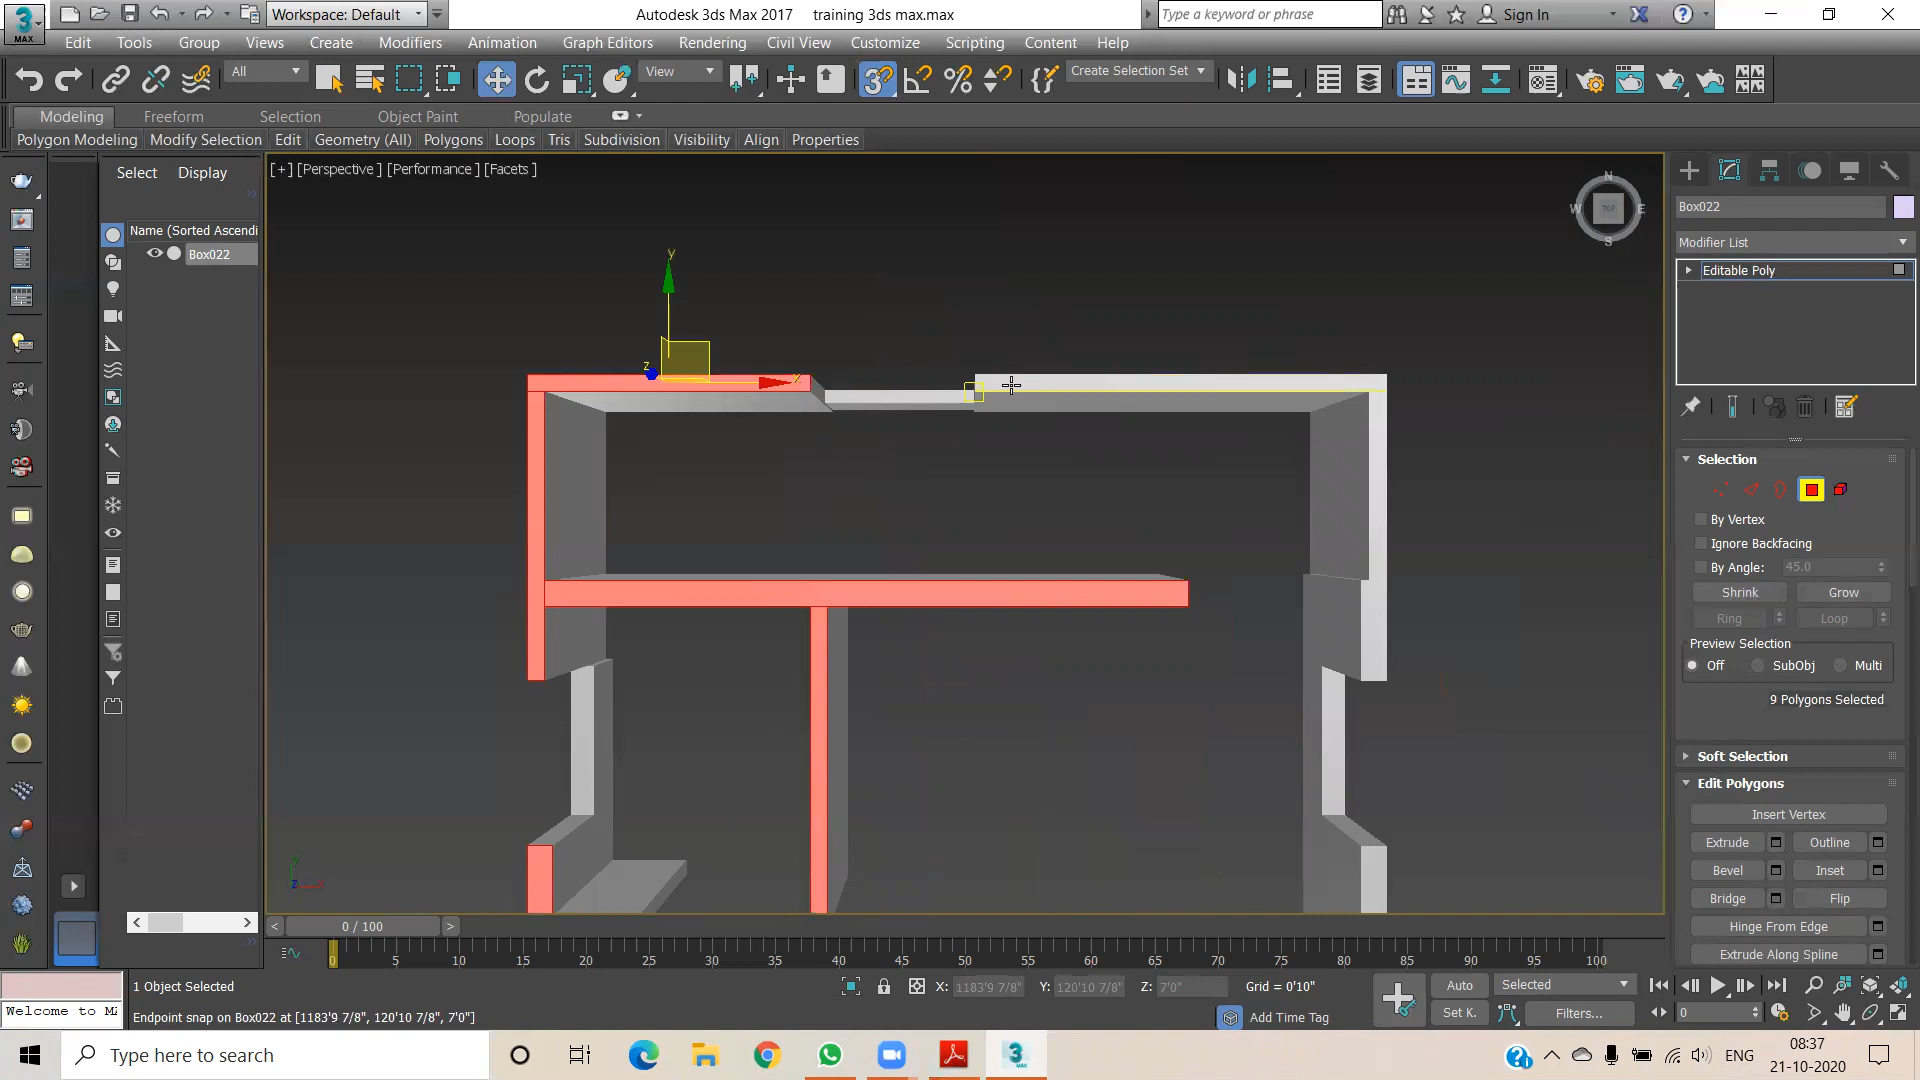 Workspace: Default
Autodesk 3ds Max 2017 training 3ds max.max
Type a keyword or phrase
Sign In
3
MAX
Edit Tools Group Views Create Modifiers Animation Graph Editors Rendering Civil View Customize Scripting Content Help
All
View
Create Selection Set
Modeling Freeform Selection Object Paint Populate
Polygon Modeling Modify Selection Edit Geometry (All) Polygons Loops Tris Subdivision Visibility Align Properties
Select Display
Name (Sorted Ascendi
Box022
[+] [Perspective ] [Performance ] [Facets ]
y
z
x
N
W TOP E
S
Box022
Modifier List
Editable Poly
Selection
By Vertex
Ignore Backfacing
By Angle: 45.0
Shrink Grow
Ring Loop
Preview Selection
Off SubObj Multi
9 Polygons Selected
Soft Selection
Edit Polygons
Insert Vertex
Extrude Outline
Bevel Inset
Bridge Flip
Hinge From Edge
Extrude Along Spline
< 0 / 100 >
0 5 10 15 20 25 30 35 40 45 50 55 60 65 70 75 80 85 90 95 100
1 Object Selected
X: 1183'9 7/8" Y: 120'10 7/8" Z: 7'0" Grid = 0'10"
Auto Selected
Welcome to MA
Endpoint snap on Box022 at [1183'9 7/8", 120'10 7/8", 7'0"]
Add Time Tag
Set K. Filters...
0
Type here to search
ENG
08:37
21-10-2020